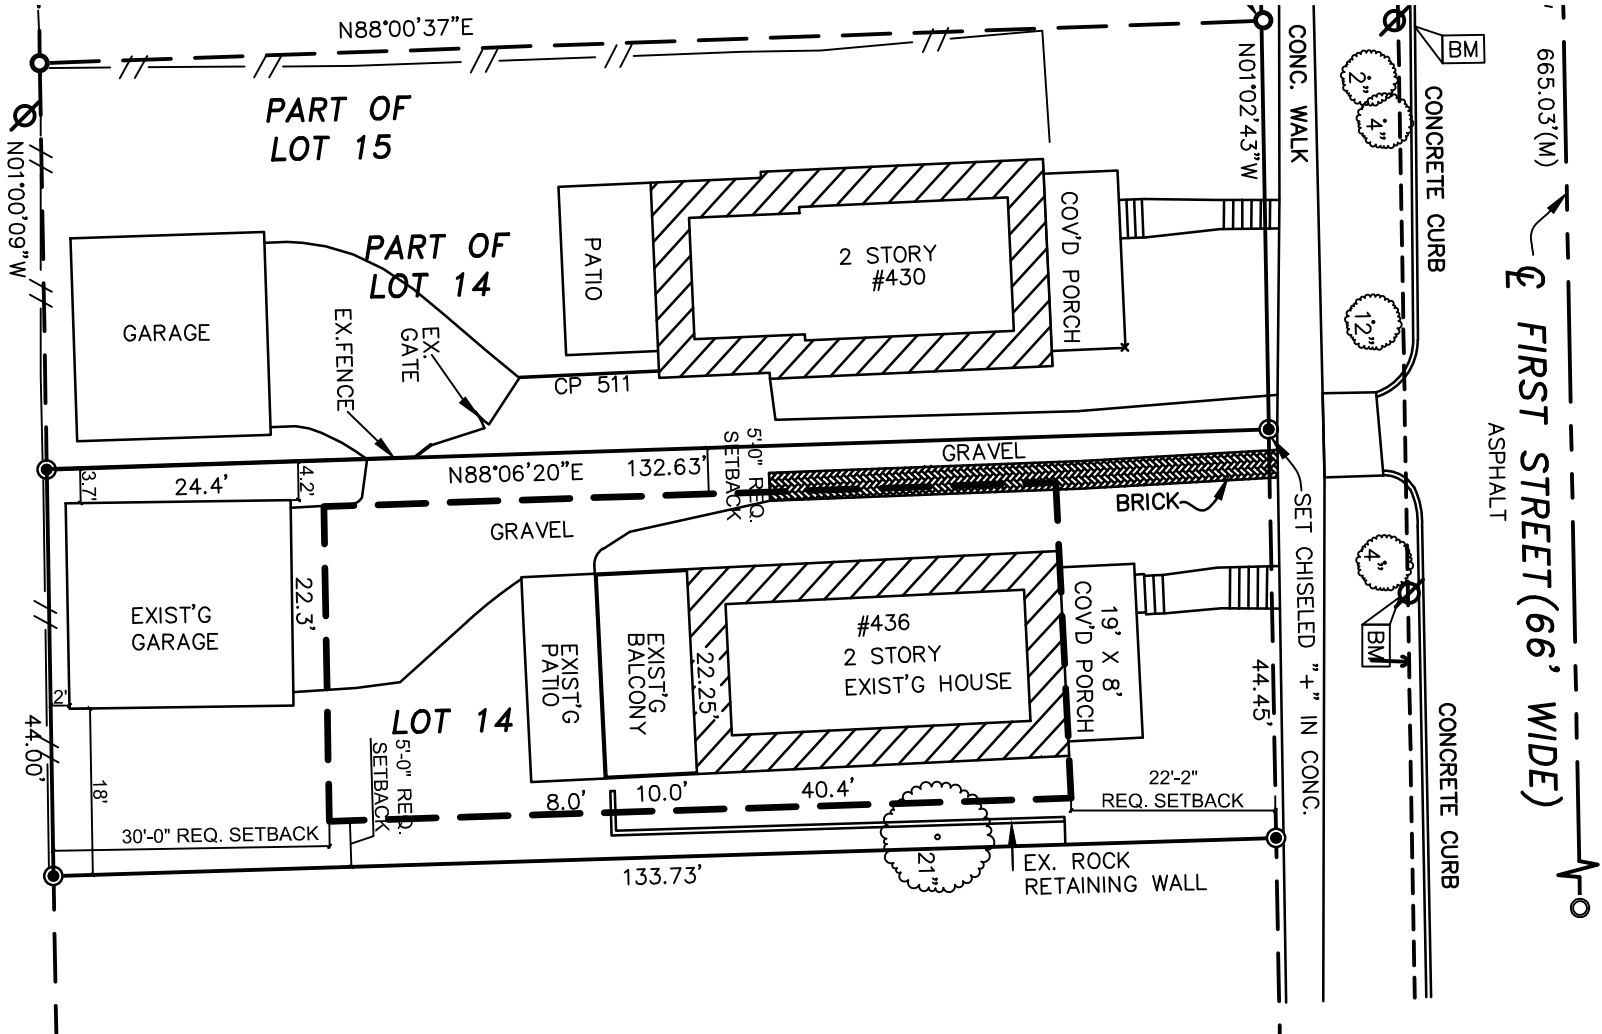 N88°00'37"E
PART OF
LOT 15
N01°00'09"W
N01°02'43"W
CONC. WALK
2"
4"
BM
CONCRETE CURB
665.03'(M)
℄ FIRST STREET(66' WIDE)
ASPHALT
PART OF
LOT 14
GARAGE
PATIO
2 STORY
#430
COV'D PORCH
12"
EX.FENCE
EX.
GATE
CP 511
N88°06'20"E
132.63'
5'-0" REQ.
SETBACK
GRAVEL
BRICK
SET CHISELED "+" IN CONC.
3.7'
24.4'
4.2'
GRAVEL
EXIST'G
GARAGE
22.3'
EXIST'G
PATIO
EXIST'G
BALCONY
22.25'
#436
2 STORY
EXIST'G HOUSE
19' X 8'
COV'D PORCH
4"
BM
44.45'
CONCRETE CURB
2'
44.00'
18'
LOT 14
5'-0" REQ.
SETBACK
30'-0" REQ. SETBACK
8.0'
10.0'
40.4'
22'-2"
REQ. SETBACK
133.73'
21"
EX. ROCK
RETAINING WALL